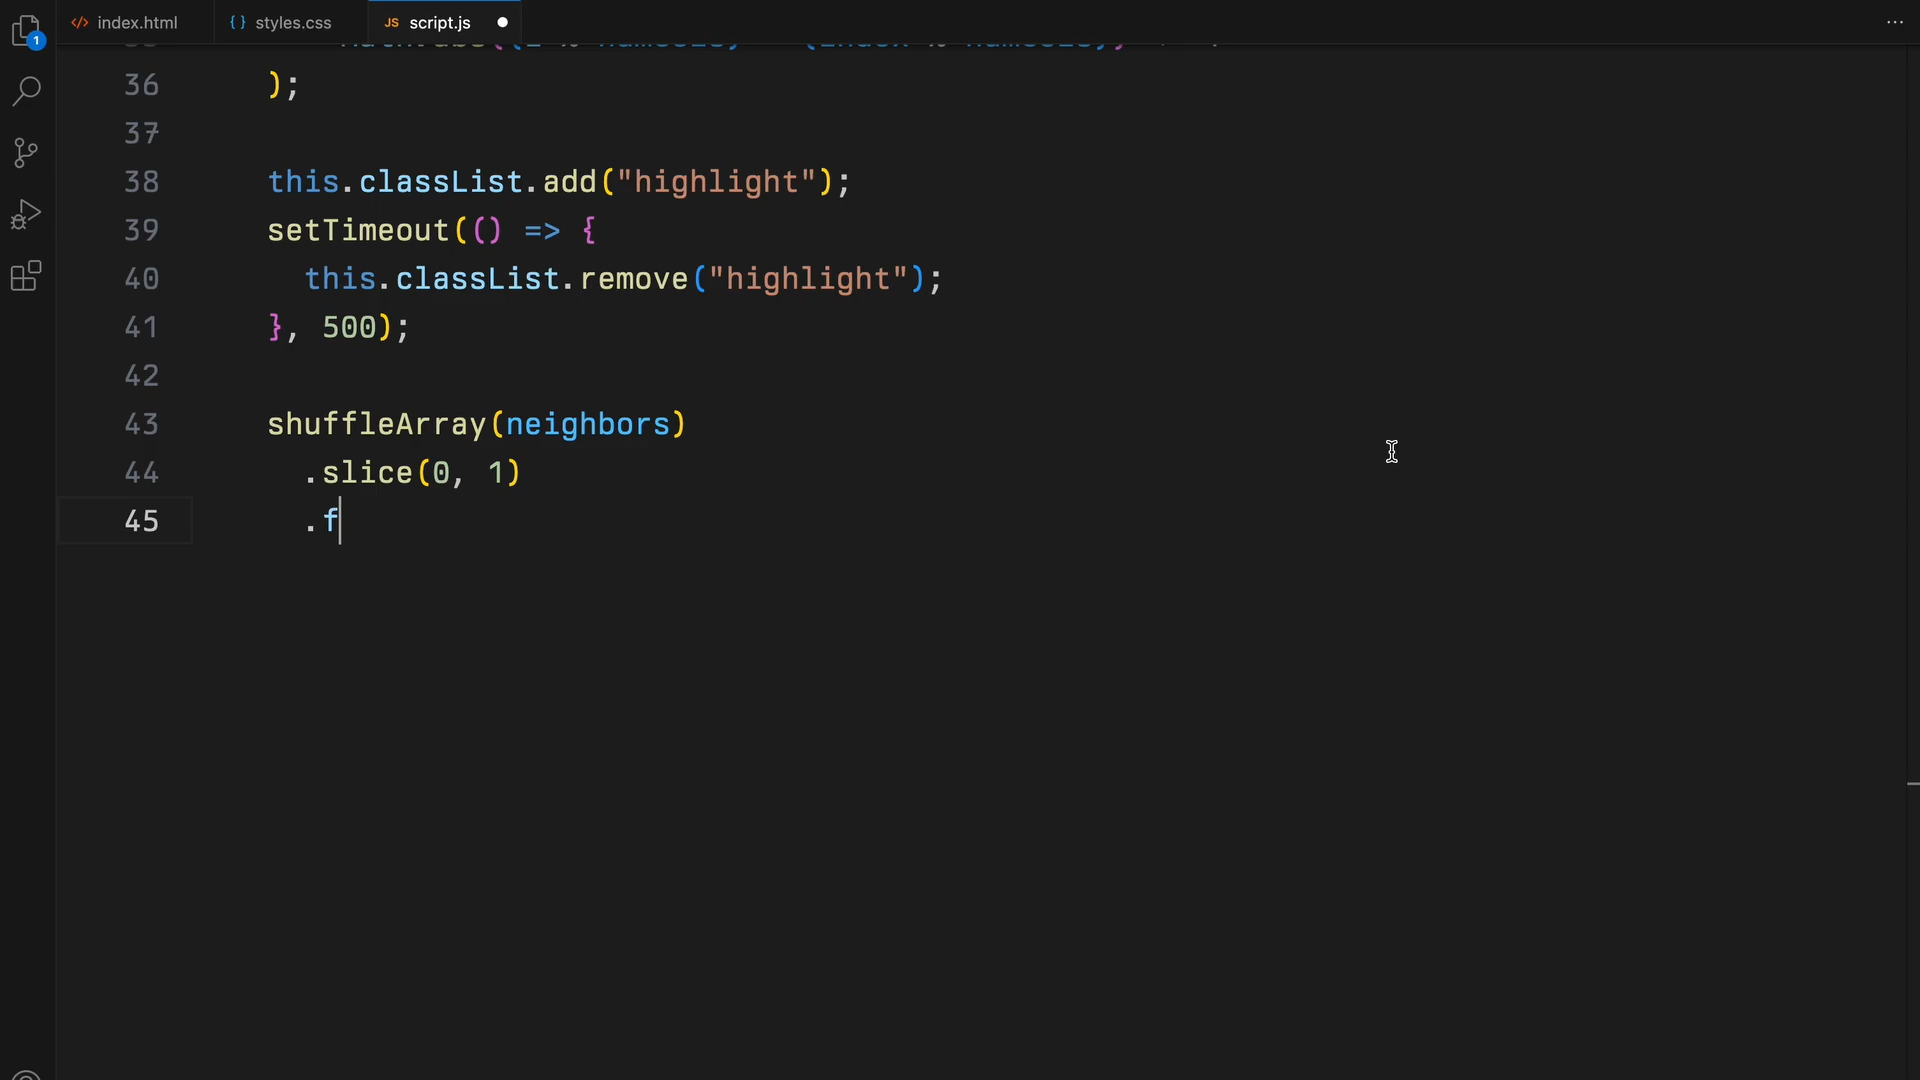 index.html
styles.css
JS script.js
1
36 );
37
38 this.classList.add("highlight");
39 setTimeout(() => {
40 this.classList.remove("highlight");
41 }, 500);
42
43 shuffleArray(neighbors)
44 .slice(0, 1)
45 .f